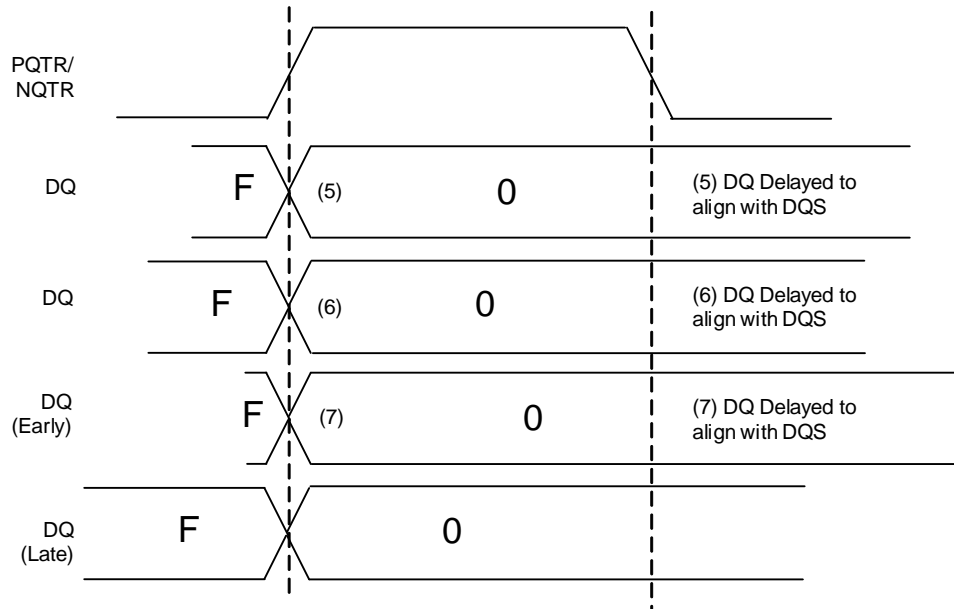 PQTR/
NQTR
DQ
F
(5)
0
(5) DQ Delayed to
align with DQS
DQ
F
(6)
0
(6) DQ Delayed to
align with DQS
DQ
(Early)
F
(7)
0
(7) DQ Delayed to
align with DQS
DQ
(Late)
F
0